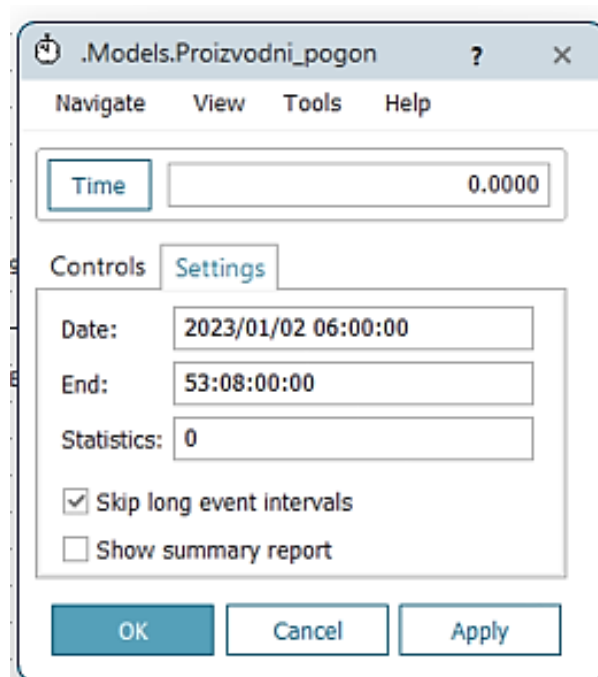 .Models.Proizvodni_pogon ? ×
Navigate View Tools Help
Time 0.0000
Controls Settings
Date: 2023/01/02 06:00:00
End: 53:08:00:00
Statistics: 0
Skip long event intervals
Show summary report
OK Cancel Apply